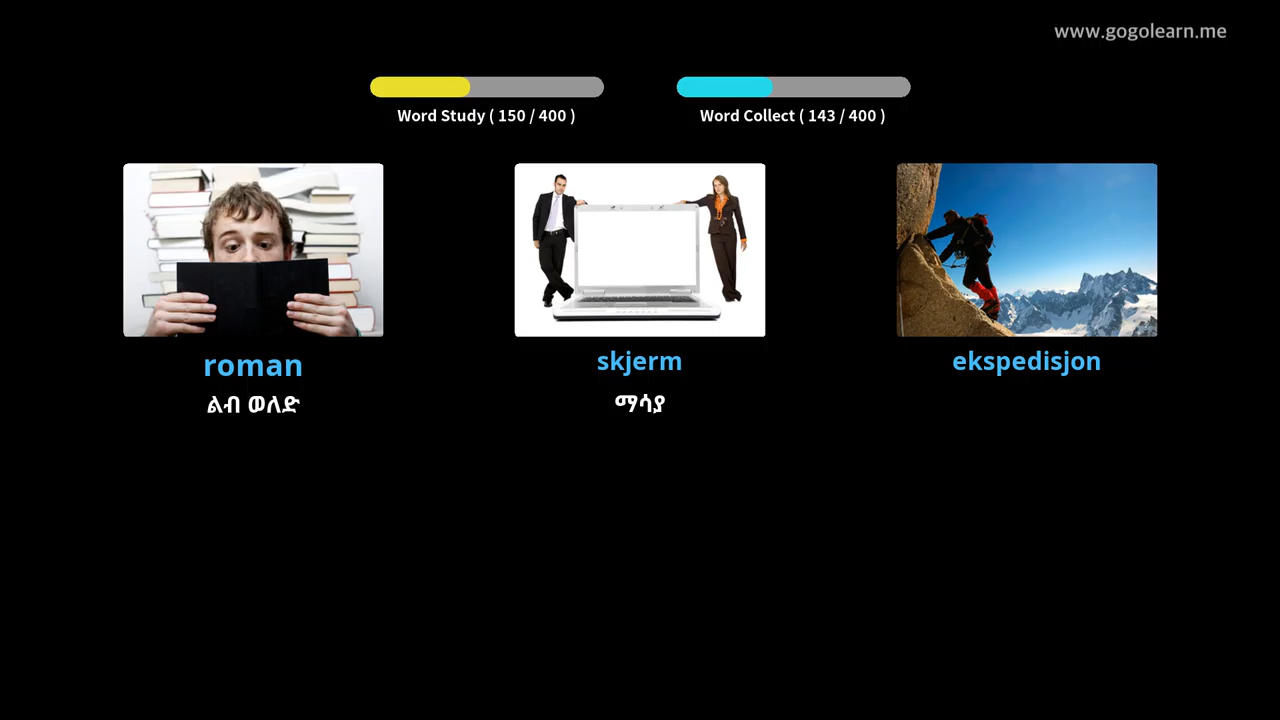 www.gogolearn.me
Word Study ( 150 / 400 )
Word Collect ( 143 / 400 )
roman
skjerm
ekspedisjon
ልብ ወለድ
ማሳያ